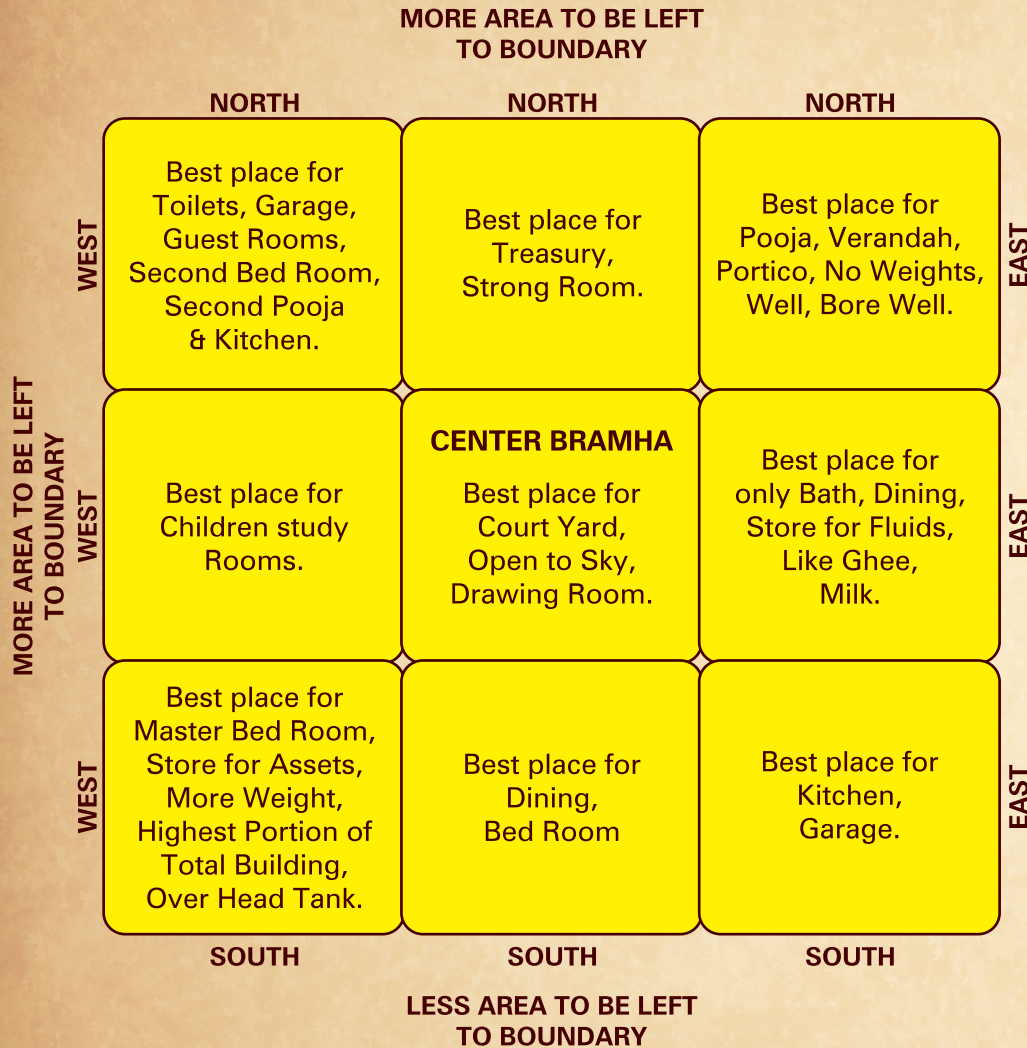 MORE AREA TO BE LEFT
TO BOUNDARY
NORTH
NORTH
NORTH
WEST
Best place for
Toilets, Garage,
Guest Rooms,
Second Bed Room,
Second Pooja
& Kitchen.
Best place for
Treasury,
Strong Room.
Best place for
Pooja, Verandah,
Portico, No Weights,
Well, Bore Well.
EAST
MORE AREA TO BE LEFT
TO BOUNDARY
WEST
Best place for
Children study
Rooms.
CENTER BRAMHA
Best place for
Court Yard,
Open to Sky,
Drawing Room.
Best place for
only Bath, Dining,
Store for Fluids,
Like Ghee,
Milk.
EAST
WEST
Best place for
Master Bed Room,
Store for Assets,
More Weight,
Highest Portion of
Total Building,
Over Head Tank.
Best place for
Dining,
Bed Room
Best place for
Kitchen,
Garage.
EAST
SOUTH
SOUTH
SOUTH
LESS AREA TO BE LEFT
TO BOUNDARY